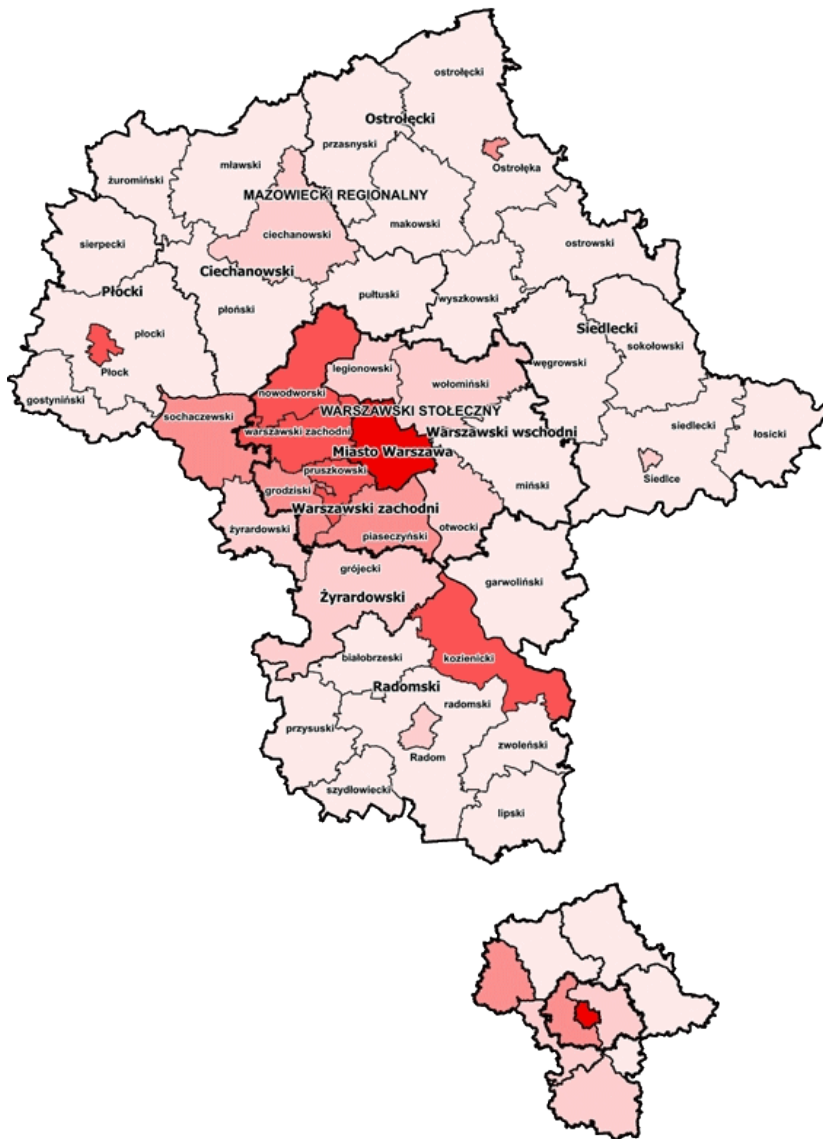 ostrołęcki
Ostrołęcki
przasnyski
mławski
Ostrołęka
żuromiński
MAZOWIECKI REGIONALNY
makowski
ciechanowski
sierpecki
ostrowski
Ciechanowski
Płocki
pułtuski
wyszkowski
płoński
Siedlecki
płocki
sokołowski
Płock
legionowski
węgrowski
wołomiński
nowodworski
gostyniński
sochaczewski
WARSZAWSKI STOŁECZNY
siedlecki
warszawski zachodni
Warszawski wschodni
łosicki
Miasto Warszawa
pruszkowski
Siedlce
miński
grodziski
Warszawski zachodni
żyrardowski
otwocki
piaseczyński
grójecki
garwoliński
Żyrardowski
białobrzeski
kozienicki
Radomski
radomski
przysuski
zwoleński
Radom
szydłowiecki
lipski